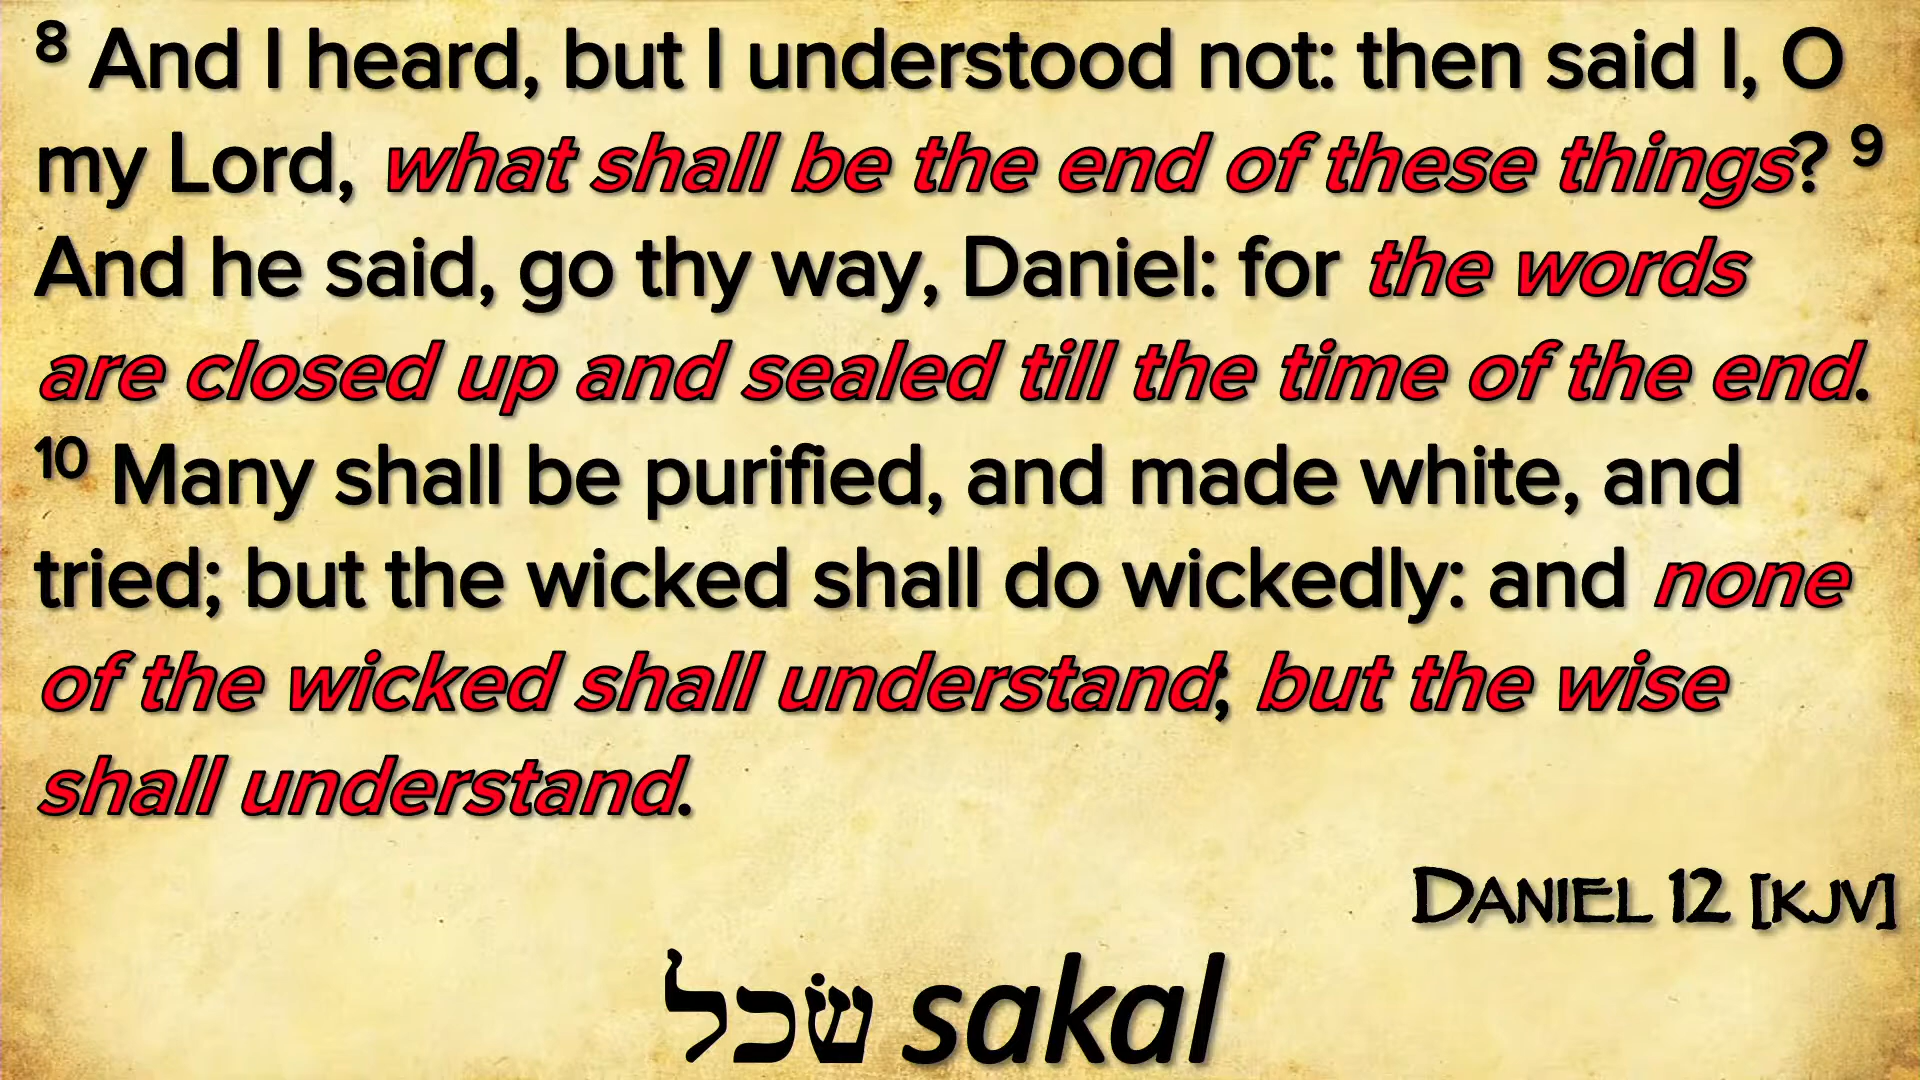 ⁸ And I heard, but I understood not: then said I, O
my Lord, what shall be the end of these things? ⁹
And he said, go thy way, Daniel: for the words
are closed up and sealed till the time of the end.
¹⁰ Many shall be purified, and made white, and
tried; but the wicked shall do wickedly: and none
of the wicked shall understand; but the wise
shall understand.
Daniel 12 [KJV]
שׂכל sakal